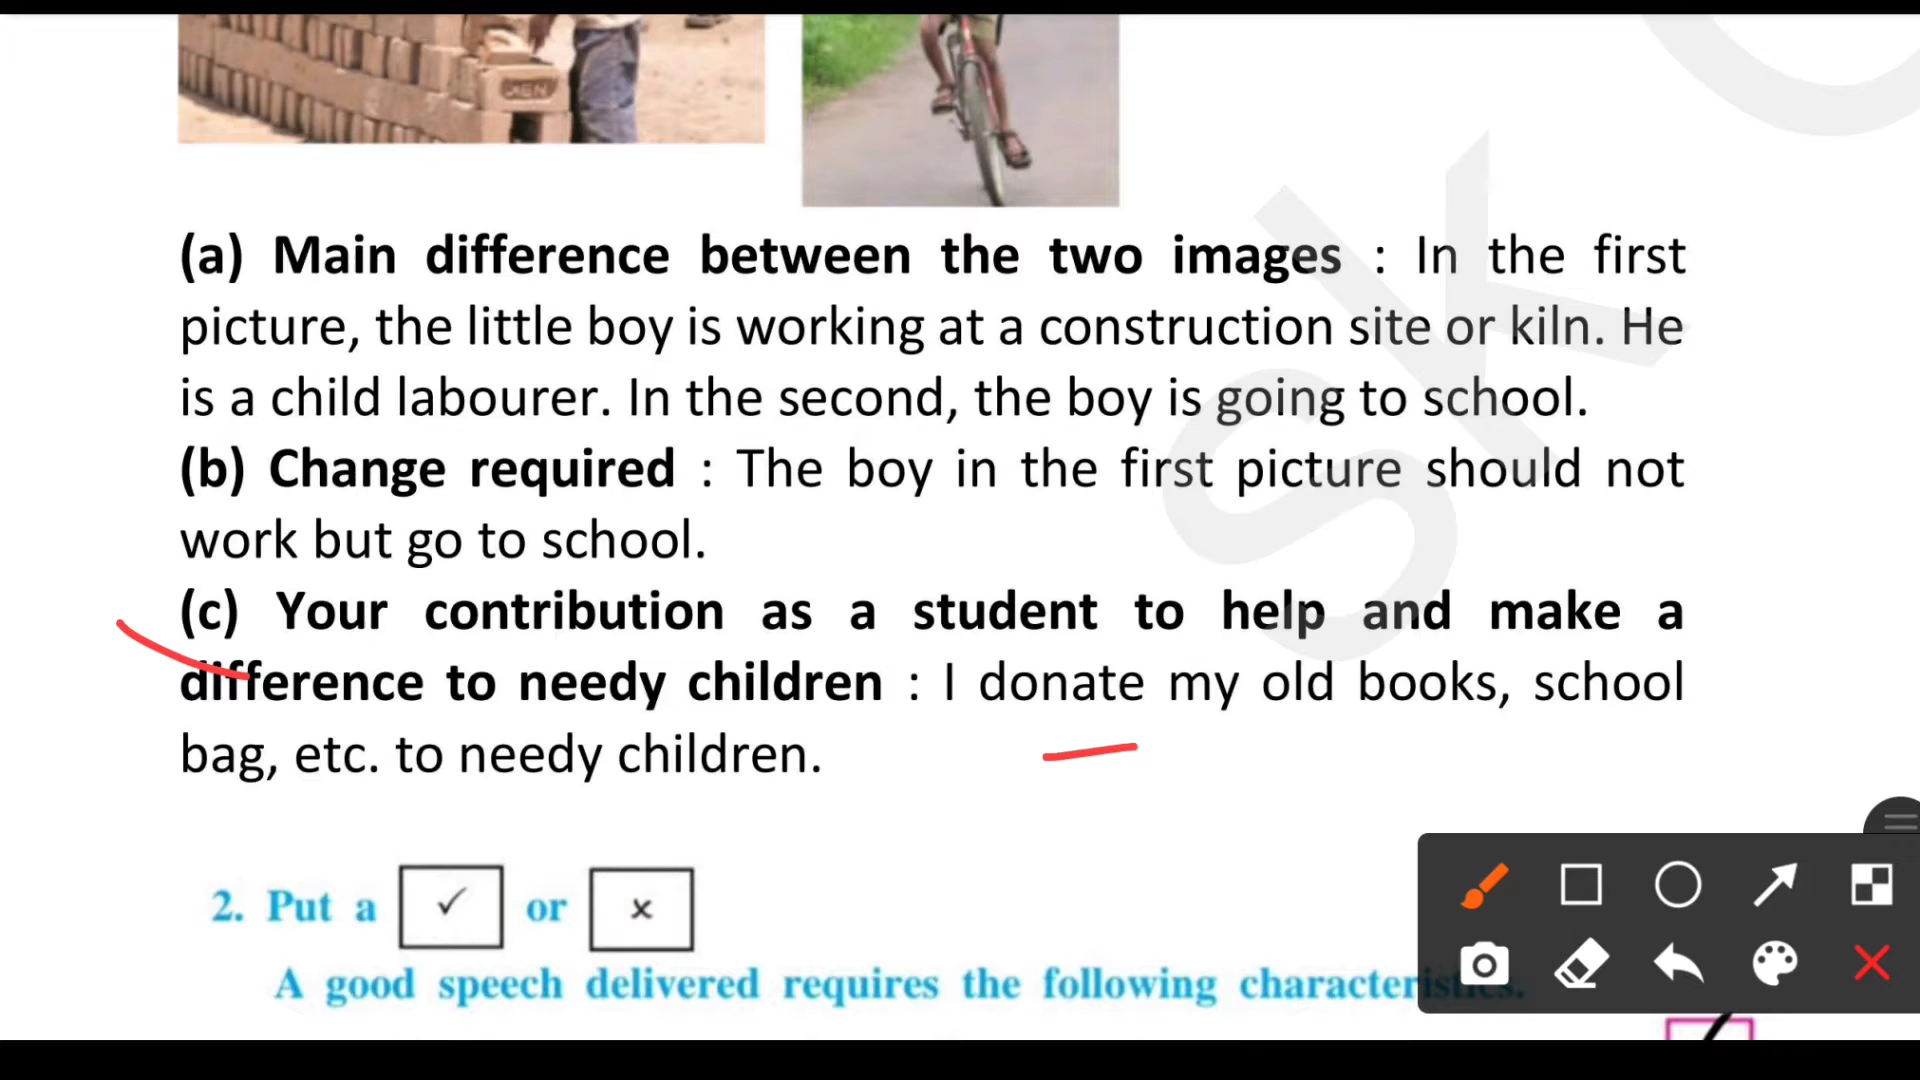 (a) Main difference between the two images : In the first
picture, the little boy is working at a construction site or kiln. He
is a child labourer. In the second, the boy is going to school.
(b) Change required : The boy in the first picture should not
work but go to school.
(c) Your contribution as a student to help and make a
difference to needy children : I donate my old books, school
bag, etc. to needy children.
2. Put a ✓ or x
A good speech delivered requires the following characteristics.
sk